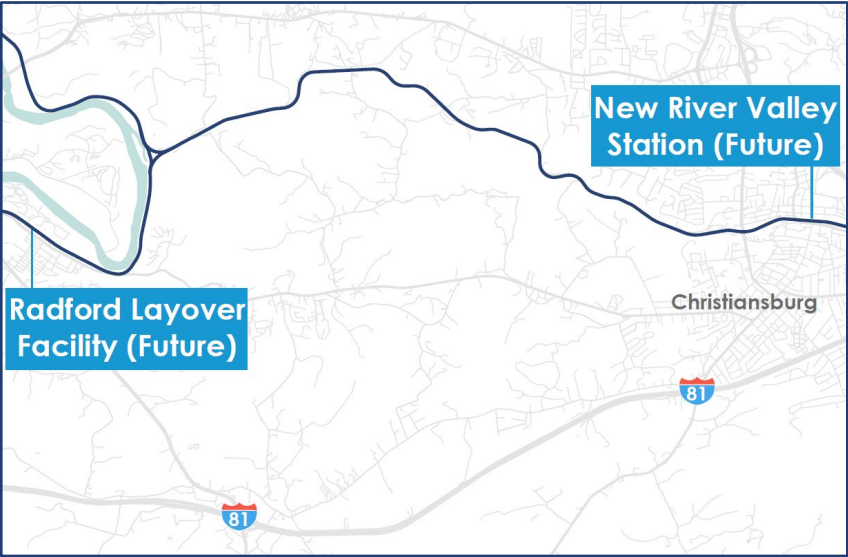 New River Valley
Station (Future)
Radford Layover
Facility (Future)
Christiansburg
81
81